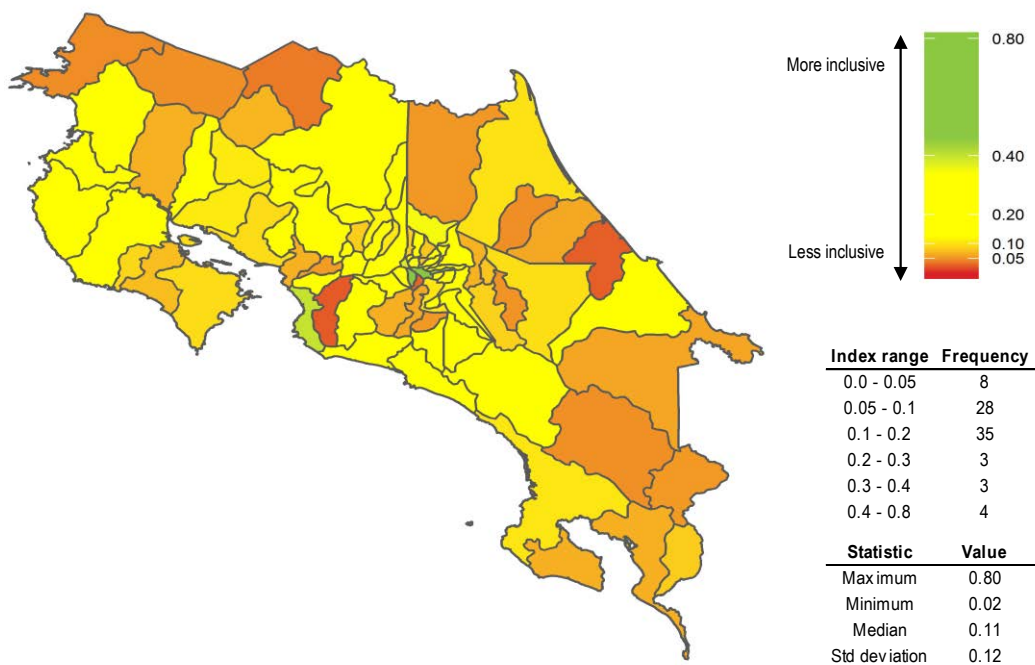 0.80
More inclusive
0.40
0.20
Less inclusive
0.10
0.05
Index range Frequency
0.0 - 0.05 8
0.05 - 0.1 28
0.1 - 0.2 35
0.2 - 0.3 3
0.3 - 0.4 3
0.4 - 0.8 4
Statistic Value
Maximum 0.80
Minimum 0.02
Median 0.11
Std deviation 0.12